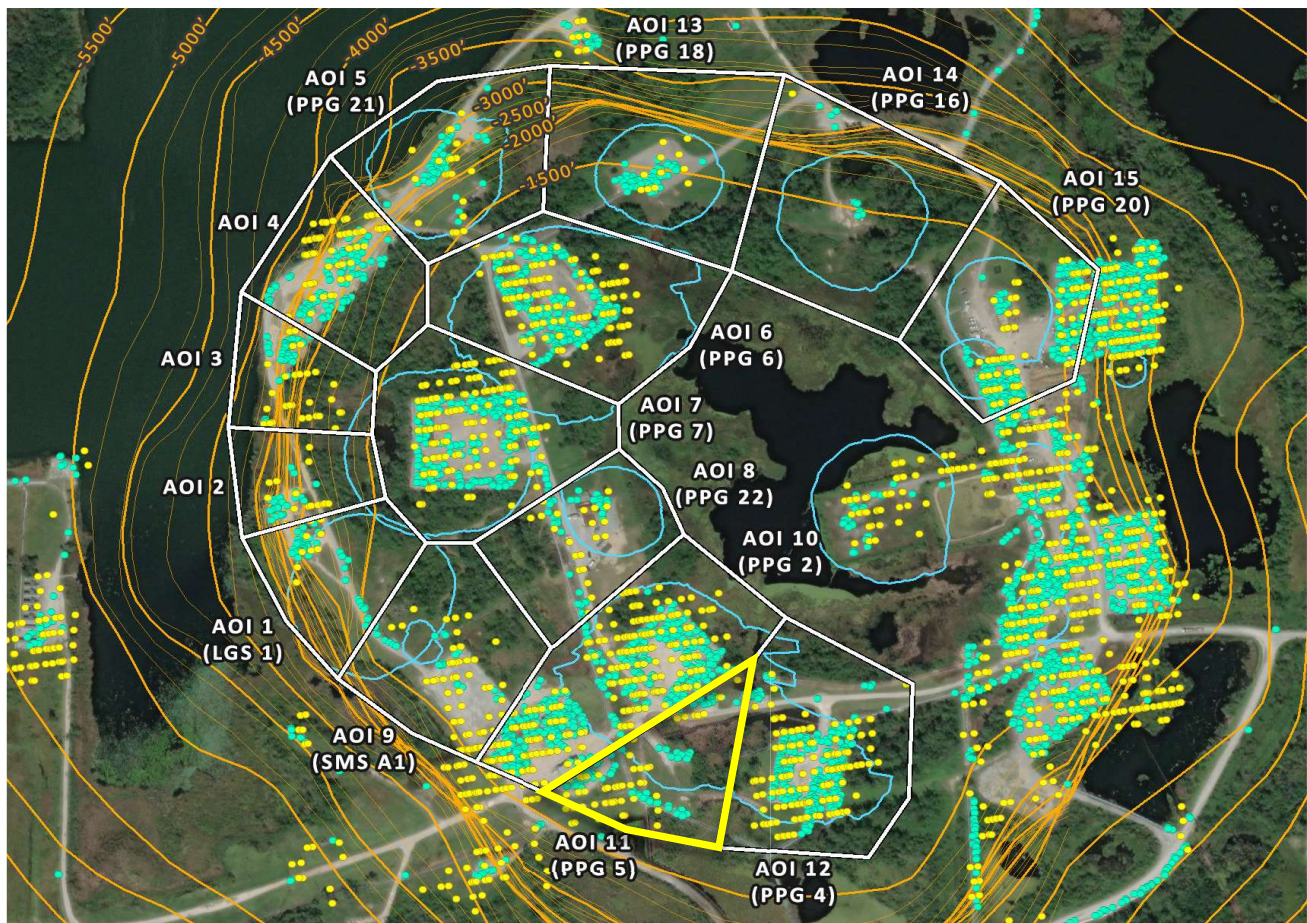 -5500'
-5000'
-4500'
-4000'
-3500'
-3000'
-2500'
-2000'
-1500'
AOI 13
(PPG 18)
AOI 5
(PPG 21)
AOI 14
(PPG 16)
AOI 15
(PPG 20)
AOI 4
AOI 3
AOI 6
(PPG 6)
AOI 7
(PPG 7)
AOI 2
AOI 8
(PPG 22)
AOI 10
(PPG 2)
AOI 1
(LGS 1)
AOI 9
(SMS A1)
AOI 11
(PPG 5)
AOI 12
(PPG 4)